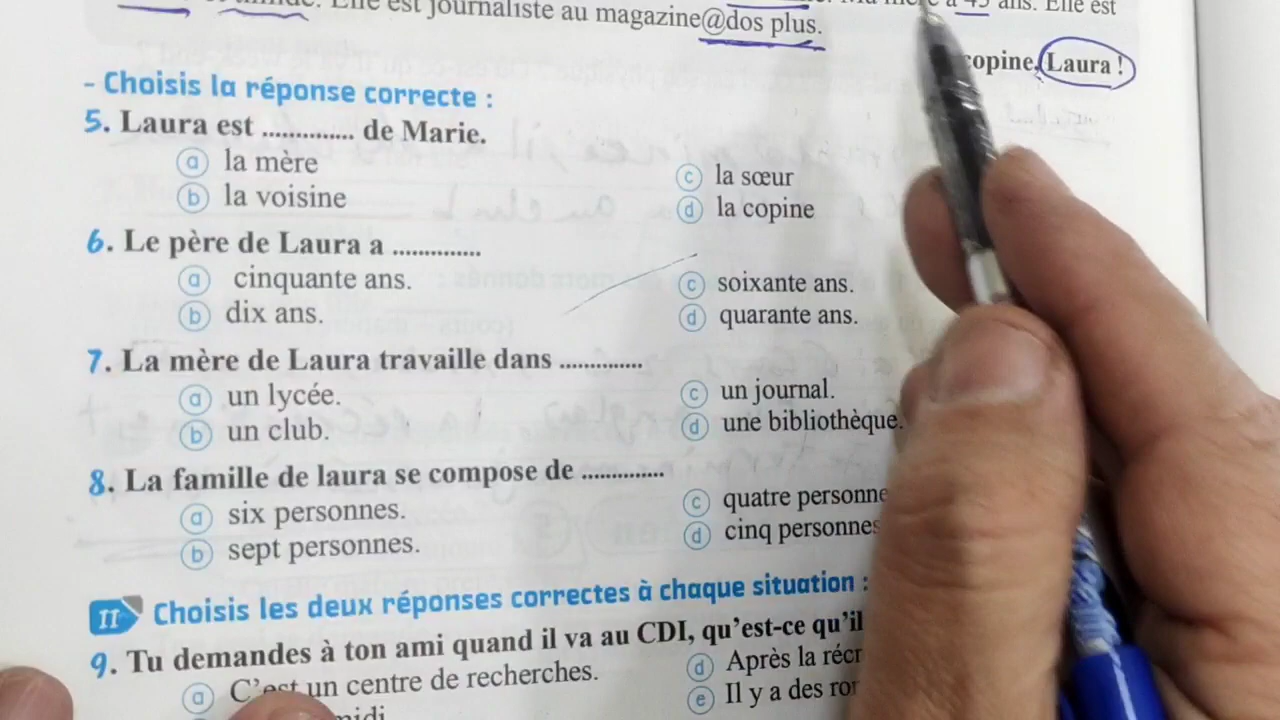 Elle est journaliste au magazine @dos plus.
ans. Elle est
copine, Laura !
- Choisis la réponse correcte :
5. Laura est .............. de Marie.
a la mère
b la voisine
c la sœur
d la copine
6. Le père de Laura a ..............
a cinquante ans.
b dix ans.
c soixante ans.
d quarante ans.
7. La mère de Laura travaille dans ..............
a un lycée.
b un club.
c un journal.
d une bibliothèque.
8. La famille de laura se compose de ..............
a six personnes.
b sept personnes.
c quatre personne
d cinq personnes
II Choisis les deux réponses correctes à chaque situation :
9. Tu demandes à ton ami quand il va au CDI, qu'est-ce qu'il
a C'est un centre de recherches.
midi
d Après la récr
e Il y a des ror